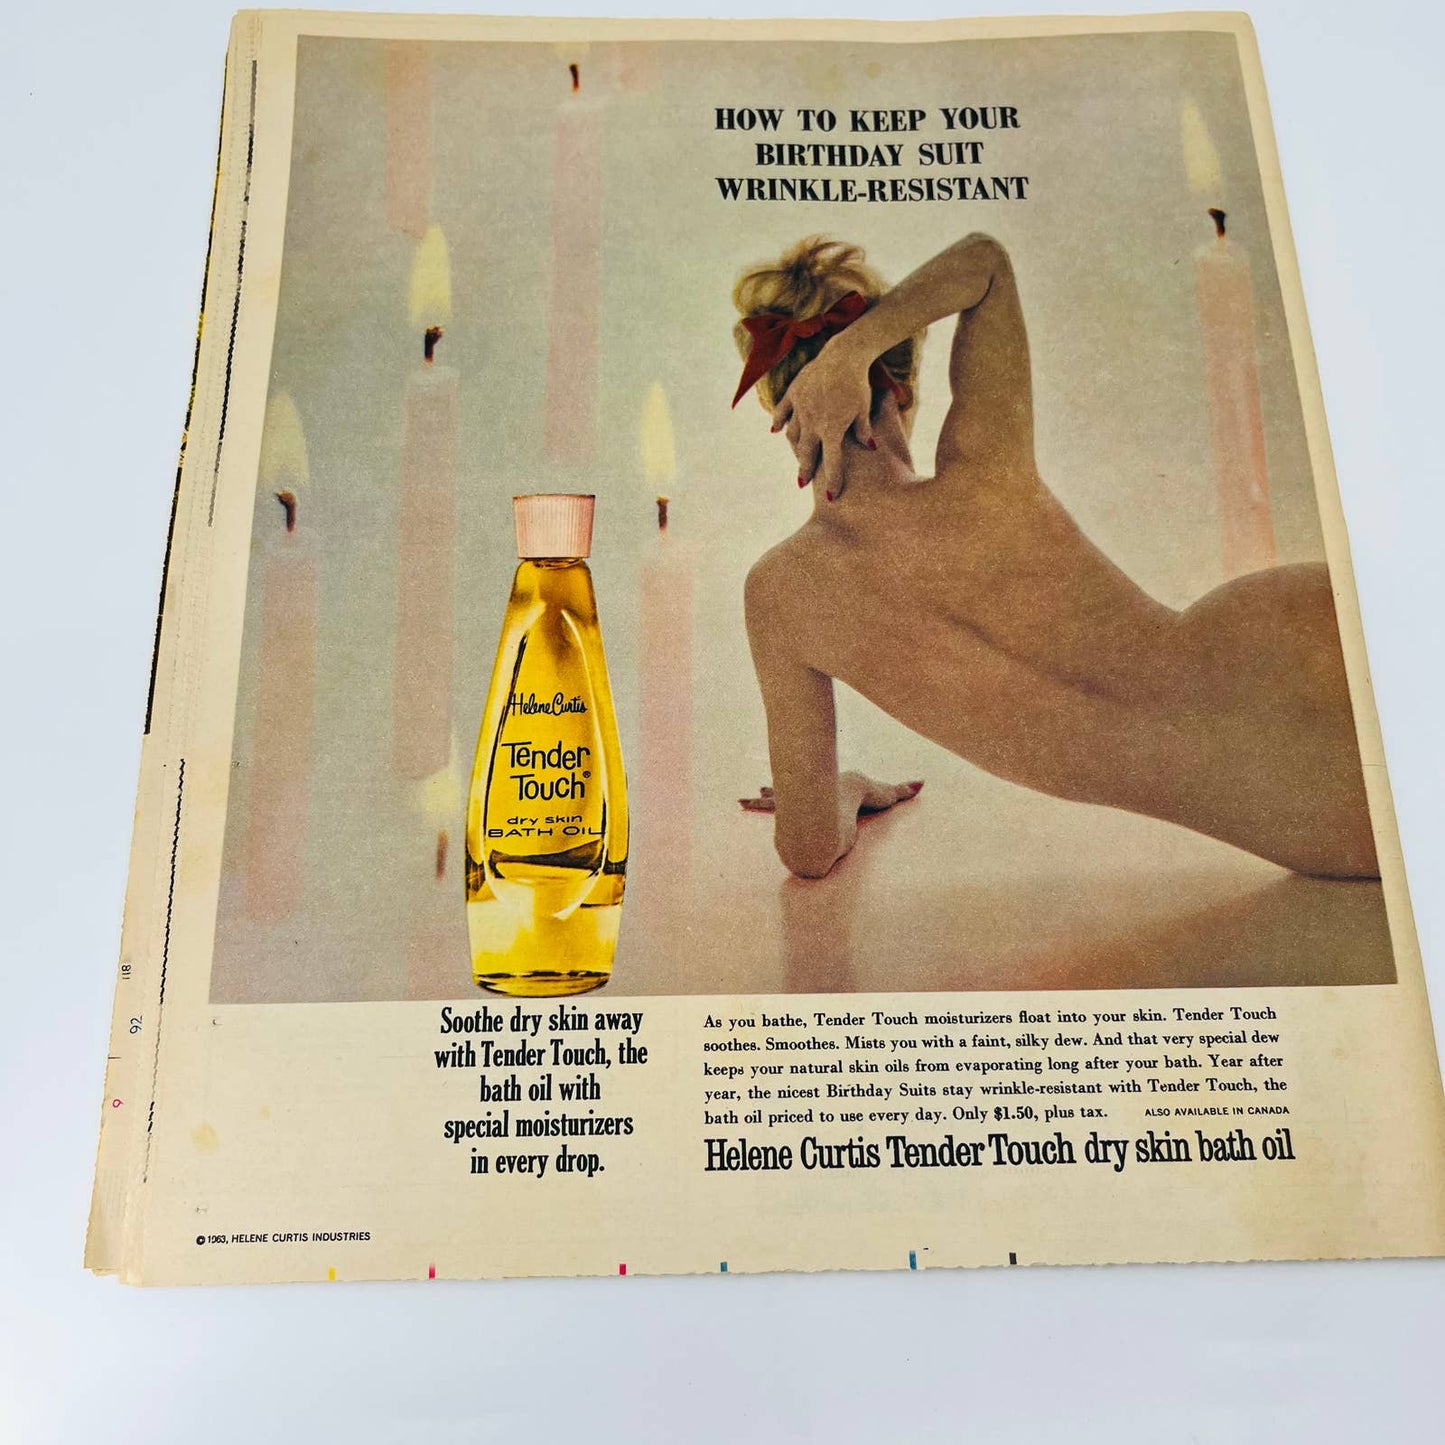 HOW TO KEEP YOUR
BIRTHDAY SUIT
WRINKLE-RESISTANT
Helene Curtis
Tender
Touch®
dry skin
BATH OIL
Soothe dry skin away
with Tender Touch, the
bath oil with
special moisturizers
in every drop.
As you bathe, Tender Touch moisturizers float into your skin. Tender Touch
soothes. Smoothes. Mists you with a faint, silky dew. And that very special dew
keeps your natural skin oils from evaporating long after your bath. Year after
year, the nicest Birthday Suits stay wrinkle-resistant with Tender Touch, the
bath oil priced to use every day. Only $1.50, plus tax. ALSO AVAILABLE IN CANADA
Helene Curtis Tender Touch dry skin bath oil
© 1963, HELENE CURTIS INDUSTRIES
92
9